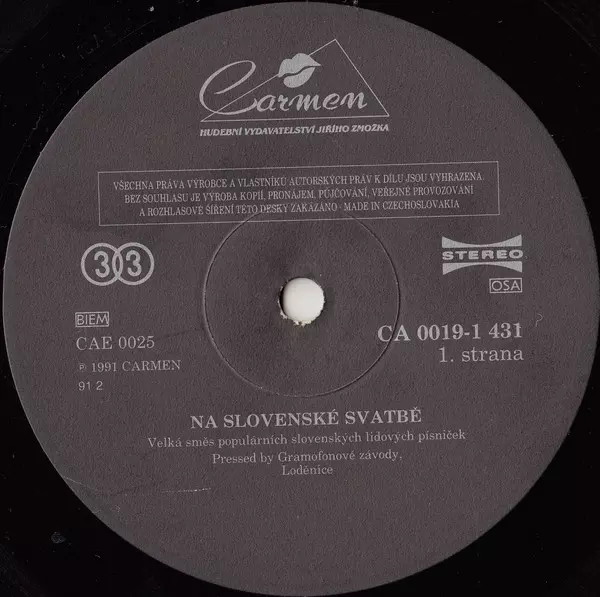 Carmen
HUDEBNÍ VYDAVATELSTVÍ JIŘÍHO ZMOŽKA
VŠECHNA PRÁVA VÝROBCE A VLASTNÍKŮ AUTORSKÝCH PRÁV K DÍLU JSOU VYHRAZENA.
BEZ SOUHLASU JE VÝROBA KOPIÍ, PRONÁJEM, PŮJČOVÁNÍ, VEŘEJNÉ PROVOZOVÁNÍ
A ROZHLASOVÉ ŠÍŘENÍ TÉTO DESKY ZAKÁZÁNO · MADE IN CZECHOSLOVAKIA
33
STEREO
OSA
BIEM
CAE 0025
CA 0019-1 431
℗ 1991 CARMEN
1. strana
91 2
NA SLOVENSKÉ SVATBĚ
Velká směs populárních slovenských lidových písniček
Pressed by Gramofonové závody,
Loděnice